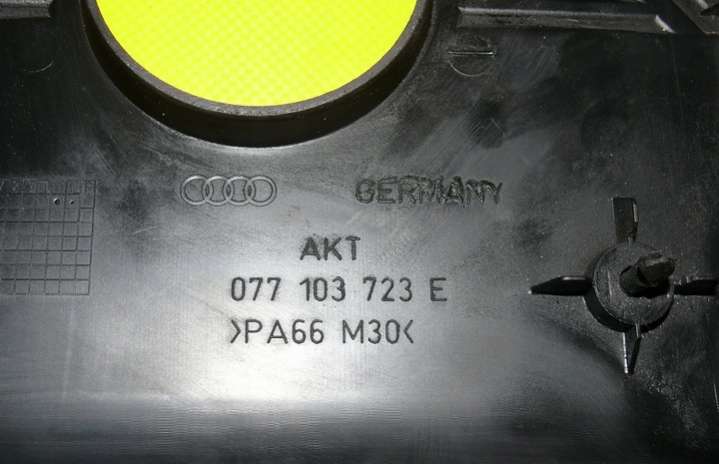 GERMANY
AKT
077 103 723 E
>PA66 M30<